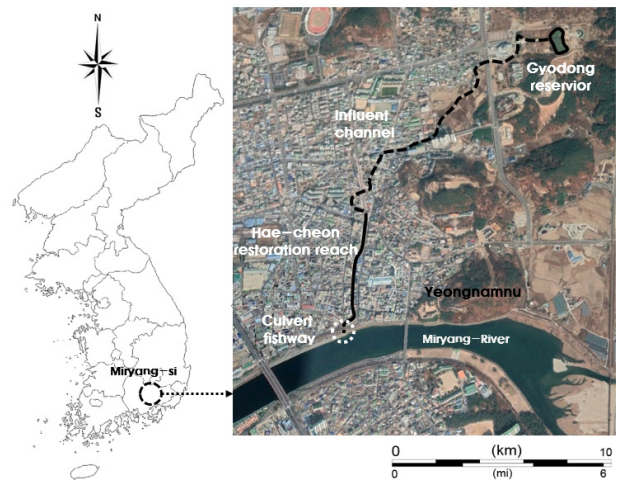 N
S
Gyodong
reservior
Influent
channel
Hae-cheon
restoration reach
Yeongnamnu
Culvert
fishway
Miryang-River
Miryang-si
0 (km) 10
0 (mi) 6